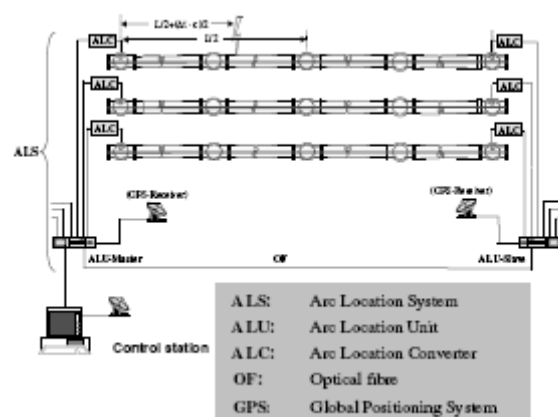 L/2+(Δt · c)/2
L/2
ALC
ALC
ALC
ALC
ALC
ALC
ALS
(GPS-Receiver)
(GPS-Receiver)
ALU-Master
OF
ALU-Slave
Control station
ALS: Arc Location System
ALU: Arc Location Unit
ALC: Arc Location Converter
OF: Optical fibre
GPS: Global Positioning System